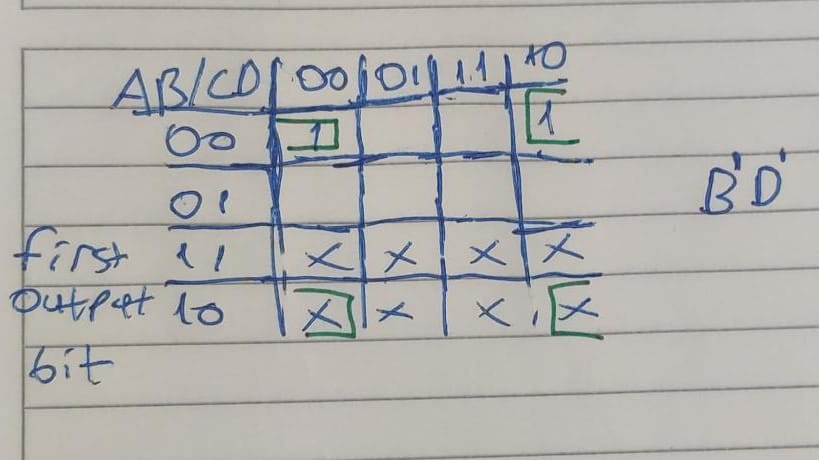 AB/CD 00 01 11 10
00 1 1
01
B'D'
first 11 x x x x
output 10 x x x x
bit